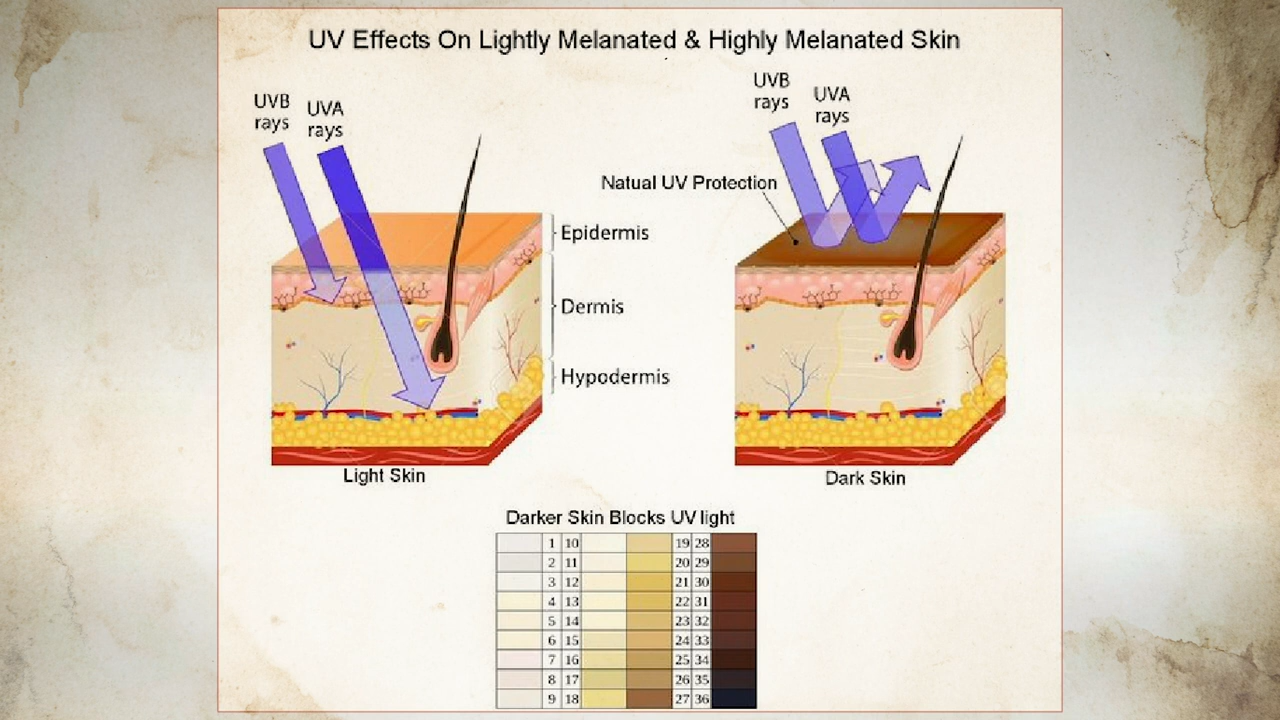 UV Effects On Lightly Melanated & Highly Melanated Skin
UVB
rays
UVA
rays
UVB
rays
UVA
rays
Natual UV Protection
Epidermis
Dermis
Hypodermis
Light Skin
Dark Skin
Darker Skin Blocks UV light
1 10 19 28
2 11 20 29
3 12 21 30
4 13 22 31
5 14 23 32
6 15 24 33
7 16 25 34
8 17 26 35
9 18 27 36